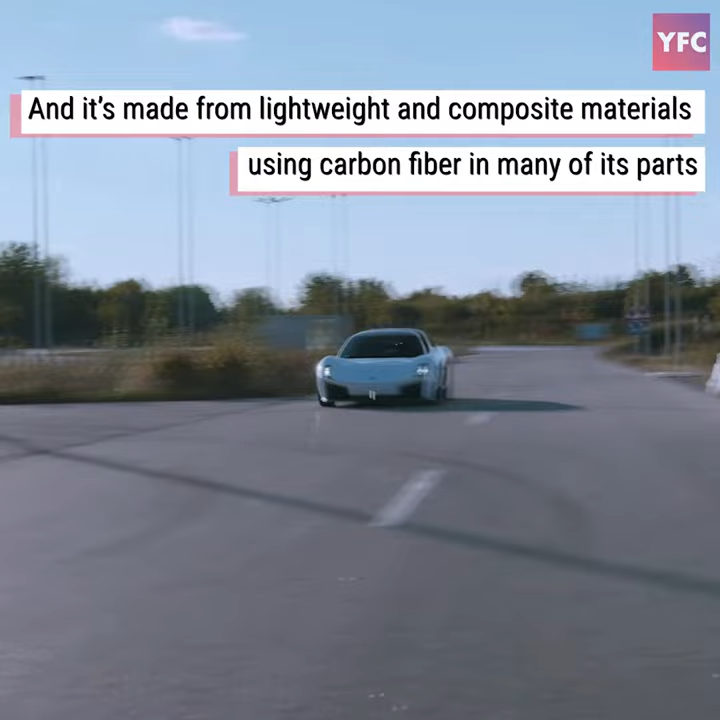 YFC
And it’s made from lightweight and composite materials
using carbon fiber in many of its parts